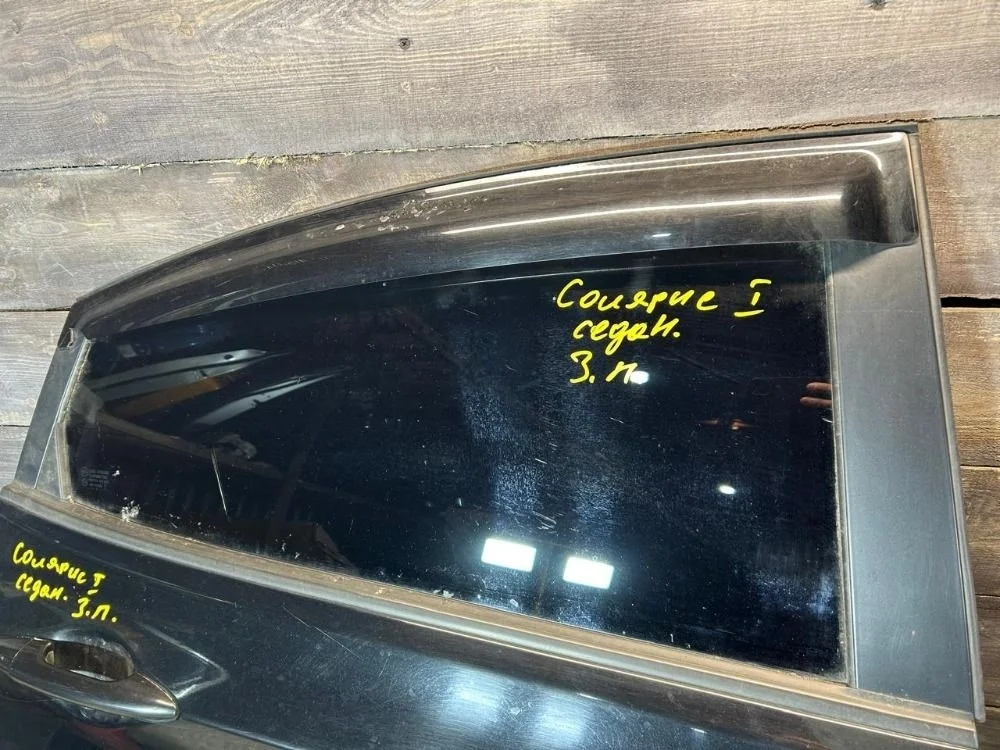 Солярис I
седан.
З.п.
Солярис I
седан. З.п.